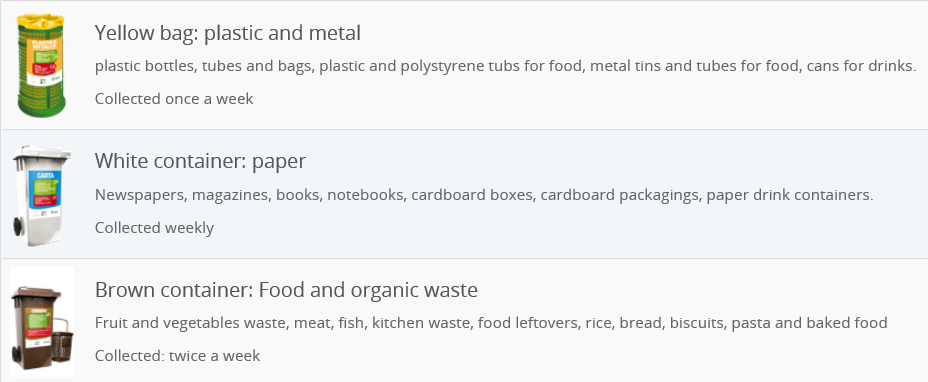 Yellow bag: plastic and metal
plastic bottles, tubes and bags, plastic and polystyrene tubs for food, metal tins and tubes for food, cans for drinks.
Collected once a week
CARTA
White container: paper
Newspapers, magazines, books, notebooks, cardboard boxes, cardboard packagings, paper drink containers.
Collected weekly
Brown container: Food and organic waste
Fruit and vegetables waste, meat, fish, kitchen waste, food leftovers, rice, bread, biscuits, pasta and baked food
Collected: twice a week